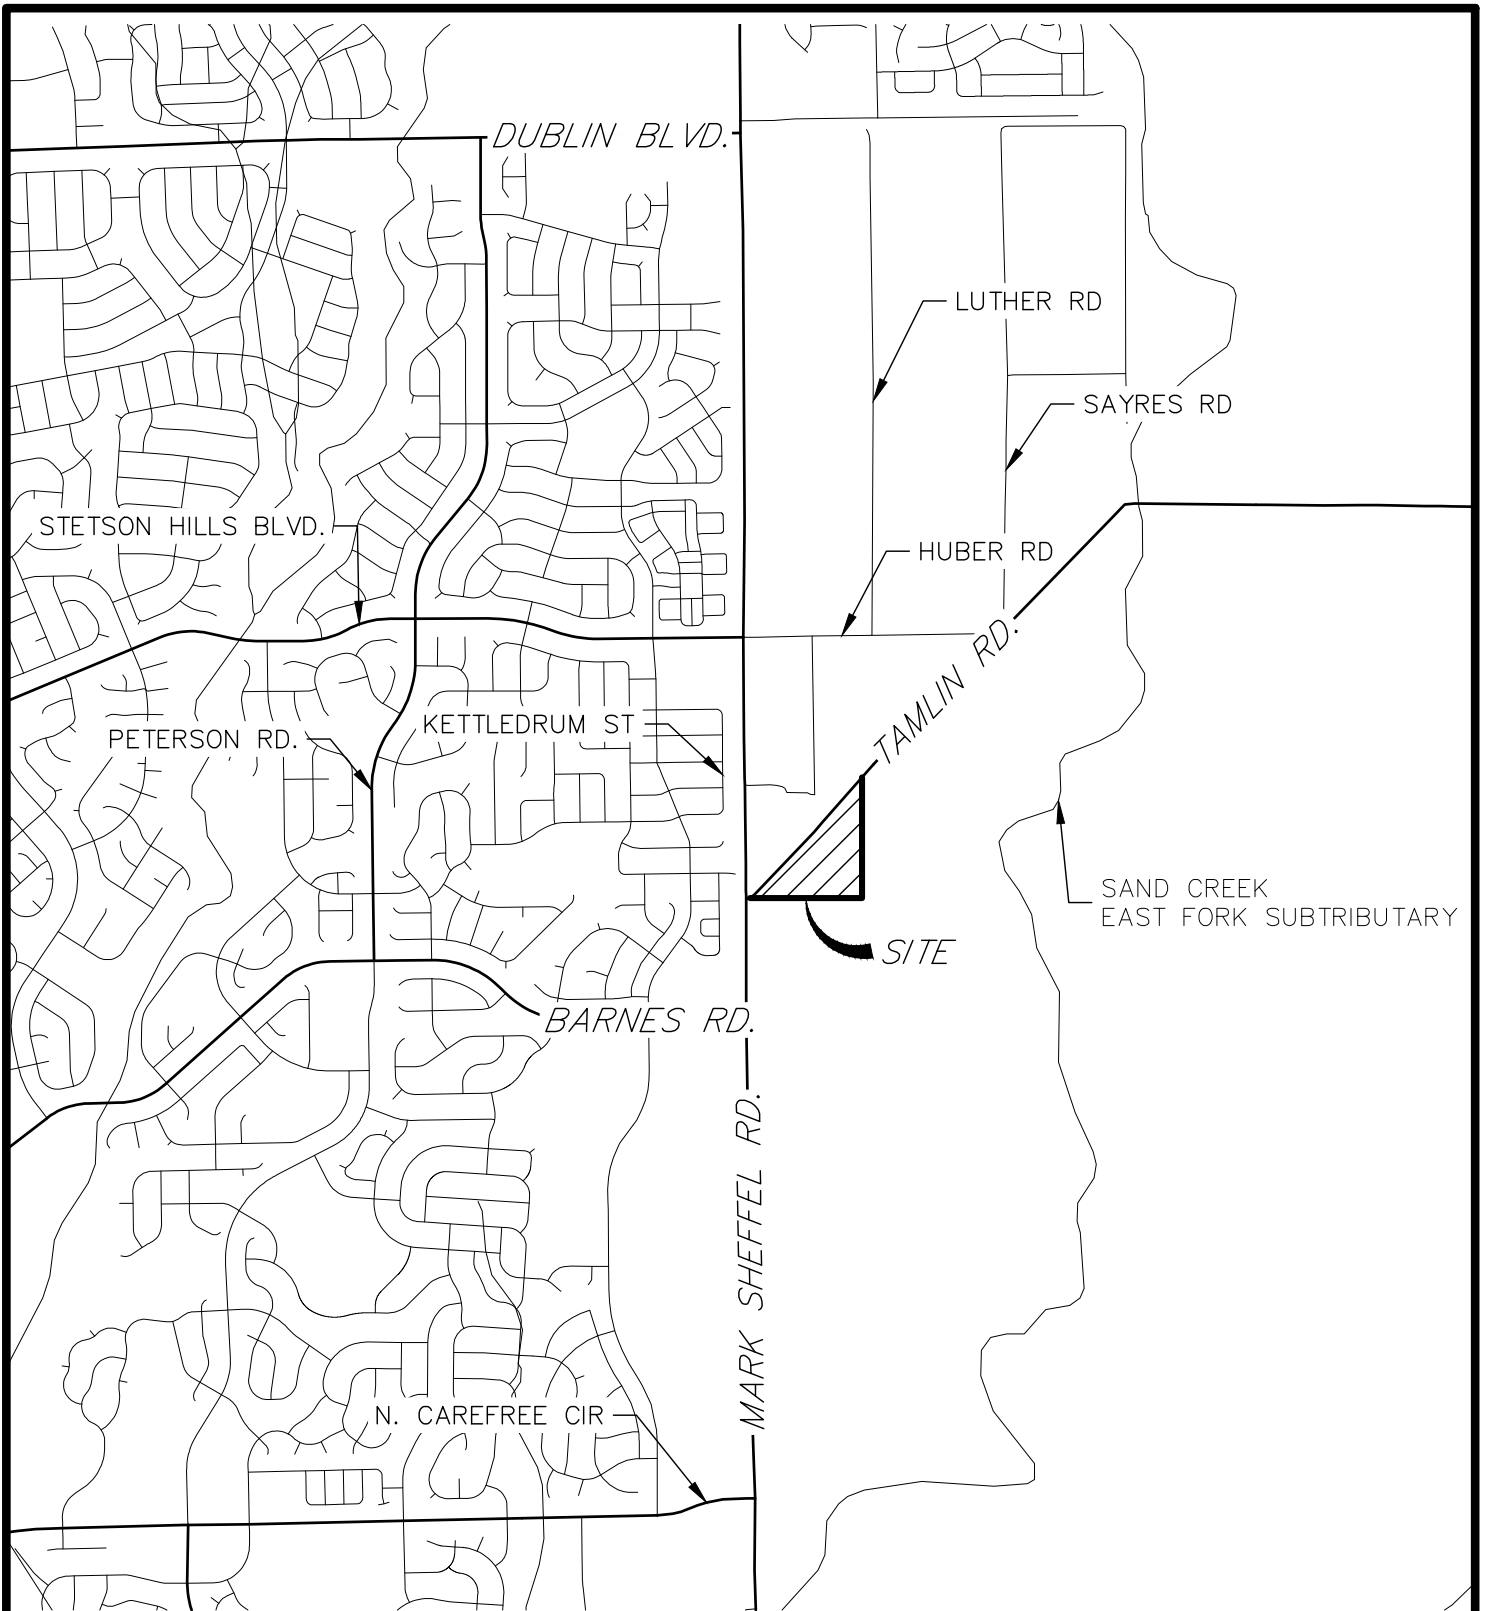 DUBLIN BLVD.
LUTHER RD
SAYRES RD
STETSON HILLS BLVD.
HUBER RD
TAMLIN RD.
KETTLEDRUM ST
PETERSON RD.
SAND CREEK
EAST FORK SUBTRIBUTARY
SITE
BARNES RD.
MARK SHEFFEL RD.
N. CAREFREE CIR